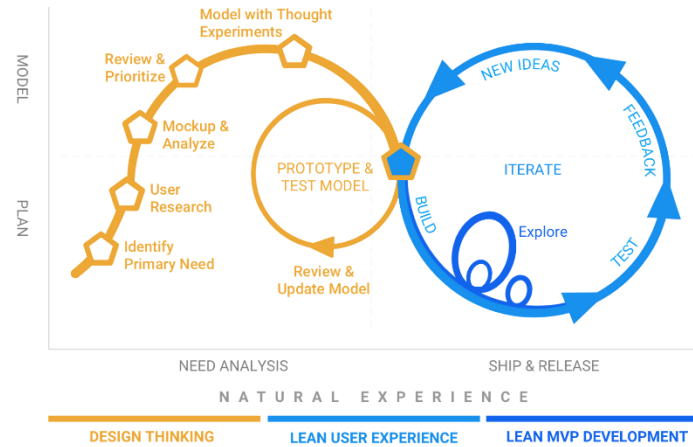 Model with Thought
Experiments
Review &
Prioritize
Mockup &
Analyze
User
Research
Identify
Primary Need
PROTOTYPE &
TEST MODEL
Review &
Update Model
NEW IDEAS
FEEDBACK
ITERATE
BUILD
Explore
TEST
MODEL
PLAN
NEED ANALYSIS
SHIP & RELEASE
NATURAL EXPERIENCE
DESIGN THINKING
LEAN USER EXPERIENCE
LEAN MVP DEVELOPMENT